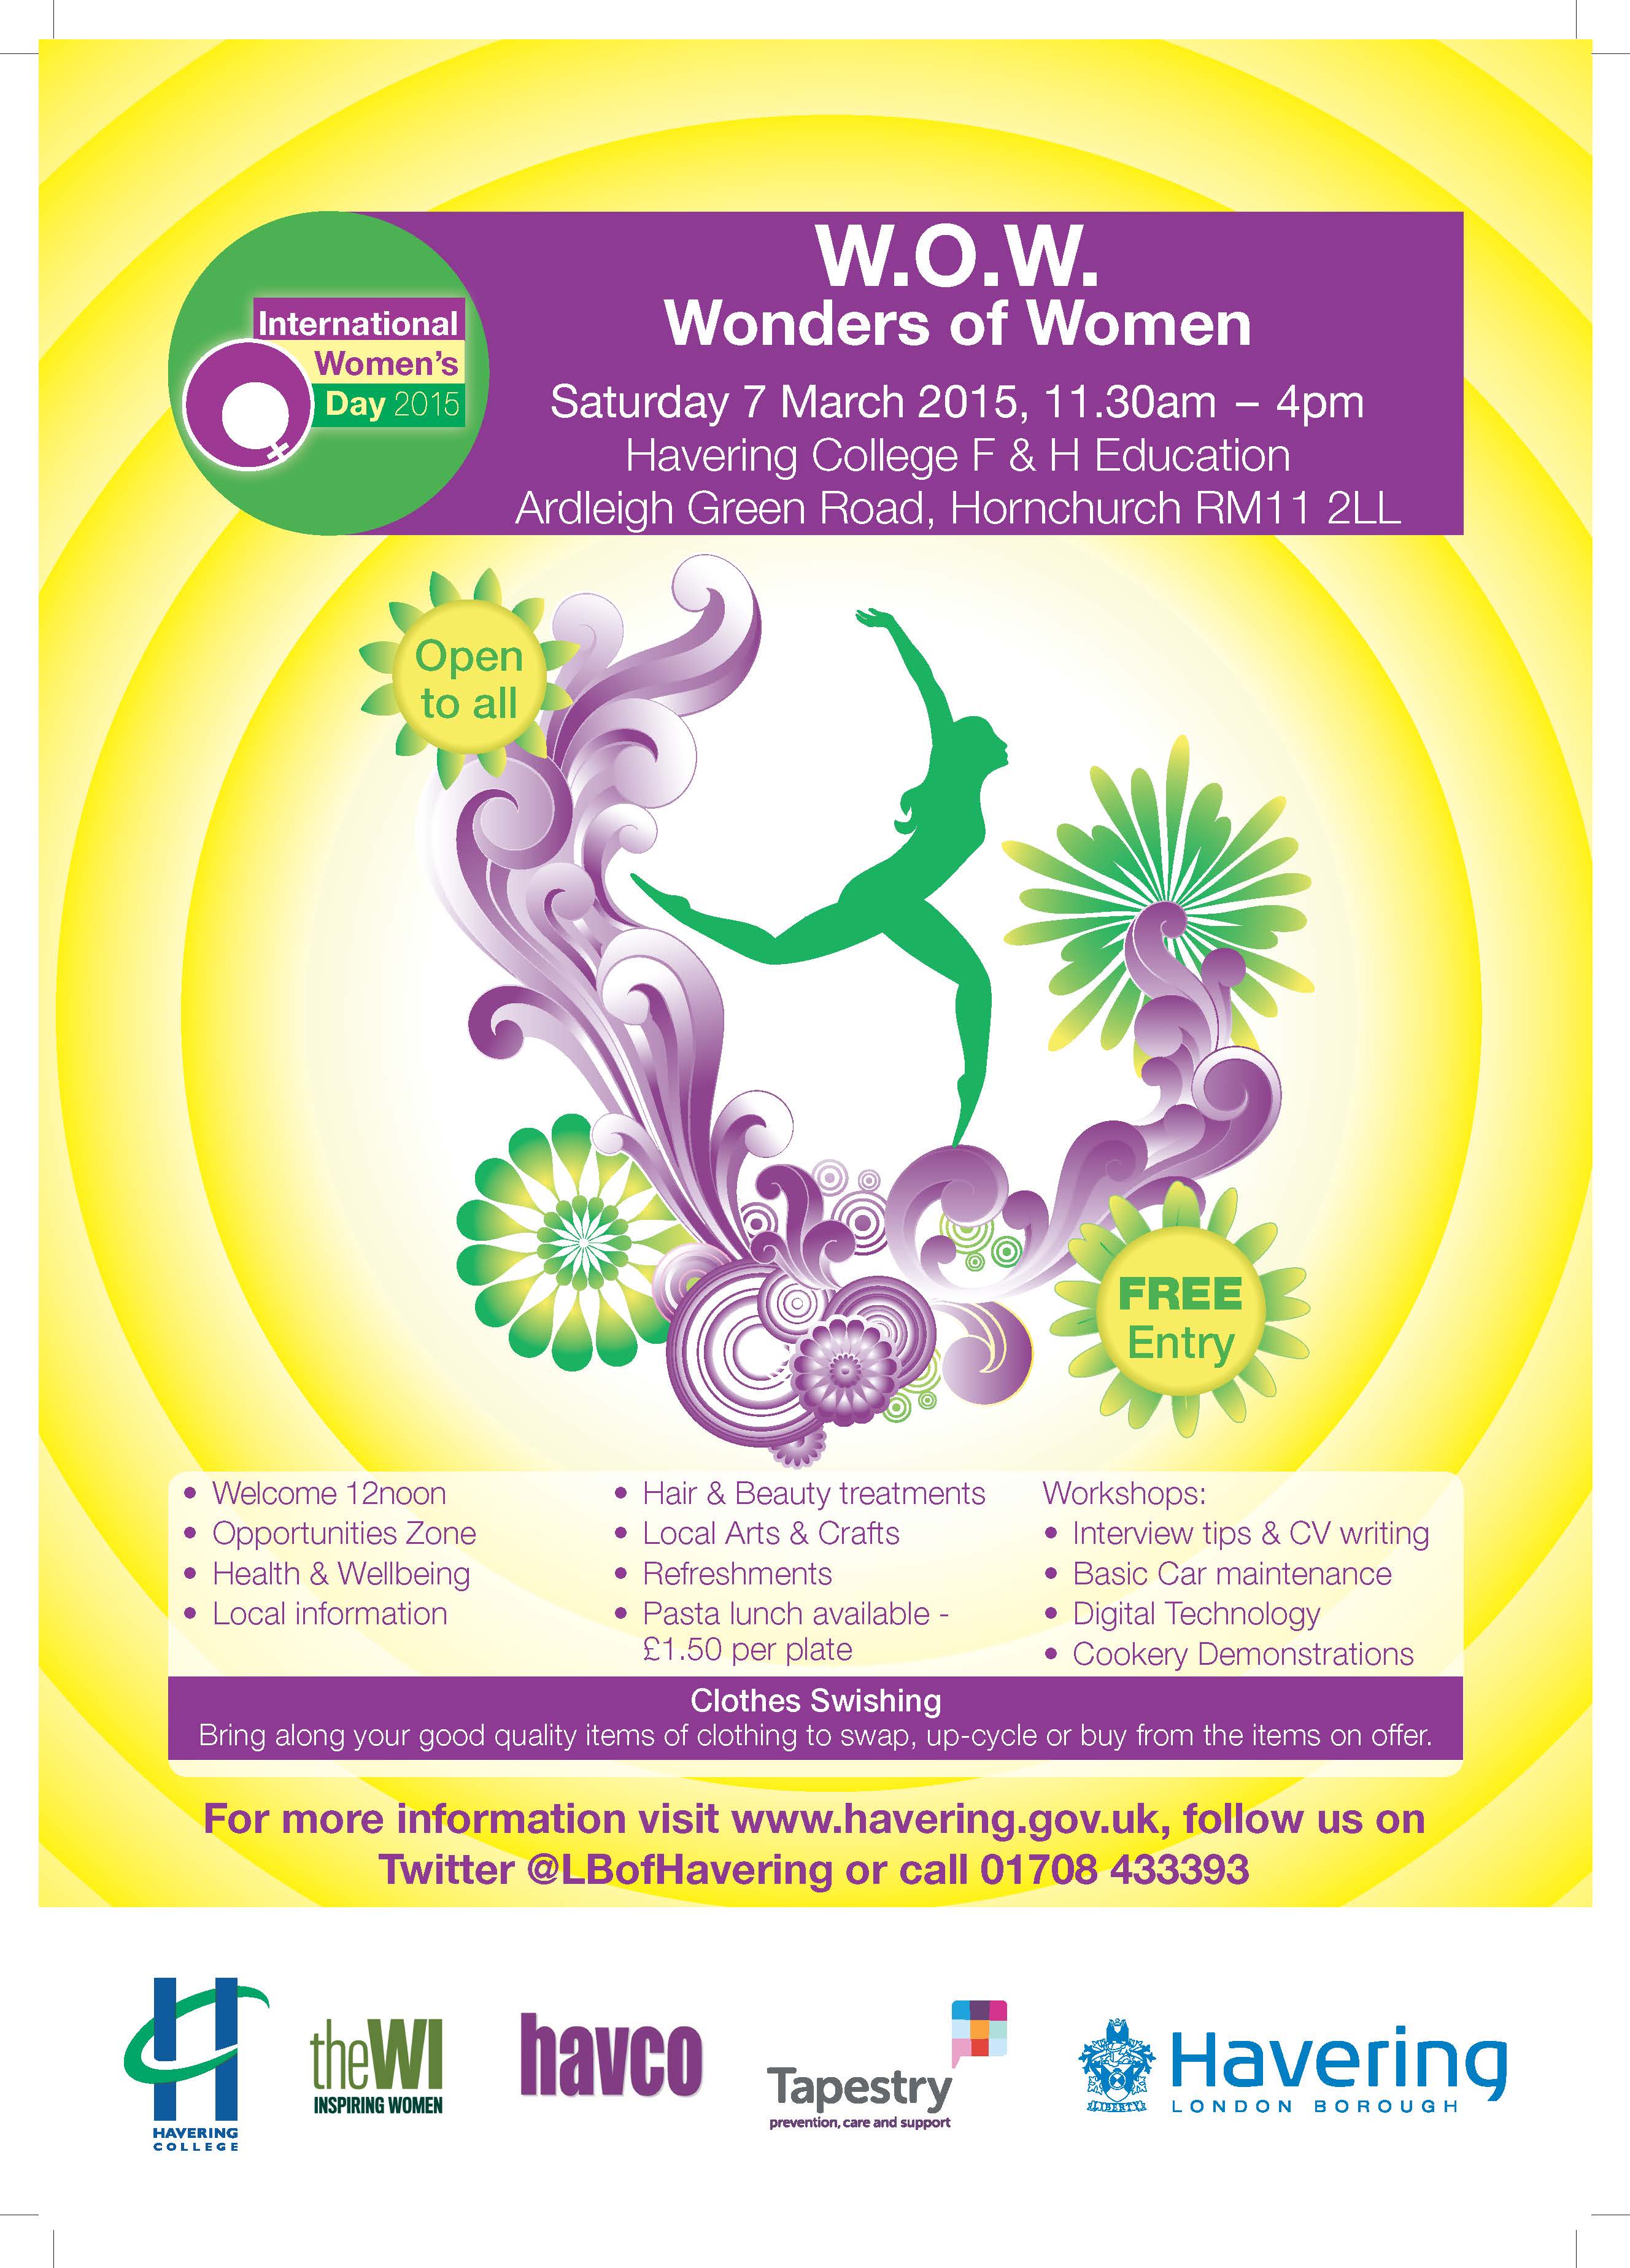 International
Women's
Day 2015
W.O.W.
Wonders of Women
Saturday 7 March 2015, 11.30am – 4pm
Havering College F & H Education
Ardleigh Green Road, Hornchurch RM11 2LL
Open
to all
FREE
Entry
• Welcome 12noon
• Opportunities Zone
• Health & Wellbeing
• Local information
• Hair & Beauty treatments
• Local Arts & Crafts
• Refreshments
• Pasta lunch available -
£1.50 per plate
Workshops:
• Interview tips & CV writing
• Basic Car maintenance
• Digital Technology
• Cookery Demonstrations
Clothes Swishing
Bring along your good quality items of clothing to swap, up-cycle or buy from the items on offer.
For more information visit www.havering.gov.uk, follow us on
Twitter @LBofHavering or call 01708 433393
HAVERING
COLLEGE
theWI
INSPIRING WOMEN
havco
Tapestry
prevention, care and support
LIBERTY
Havering
LONDON BOROUGH